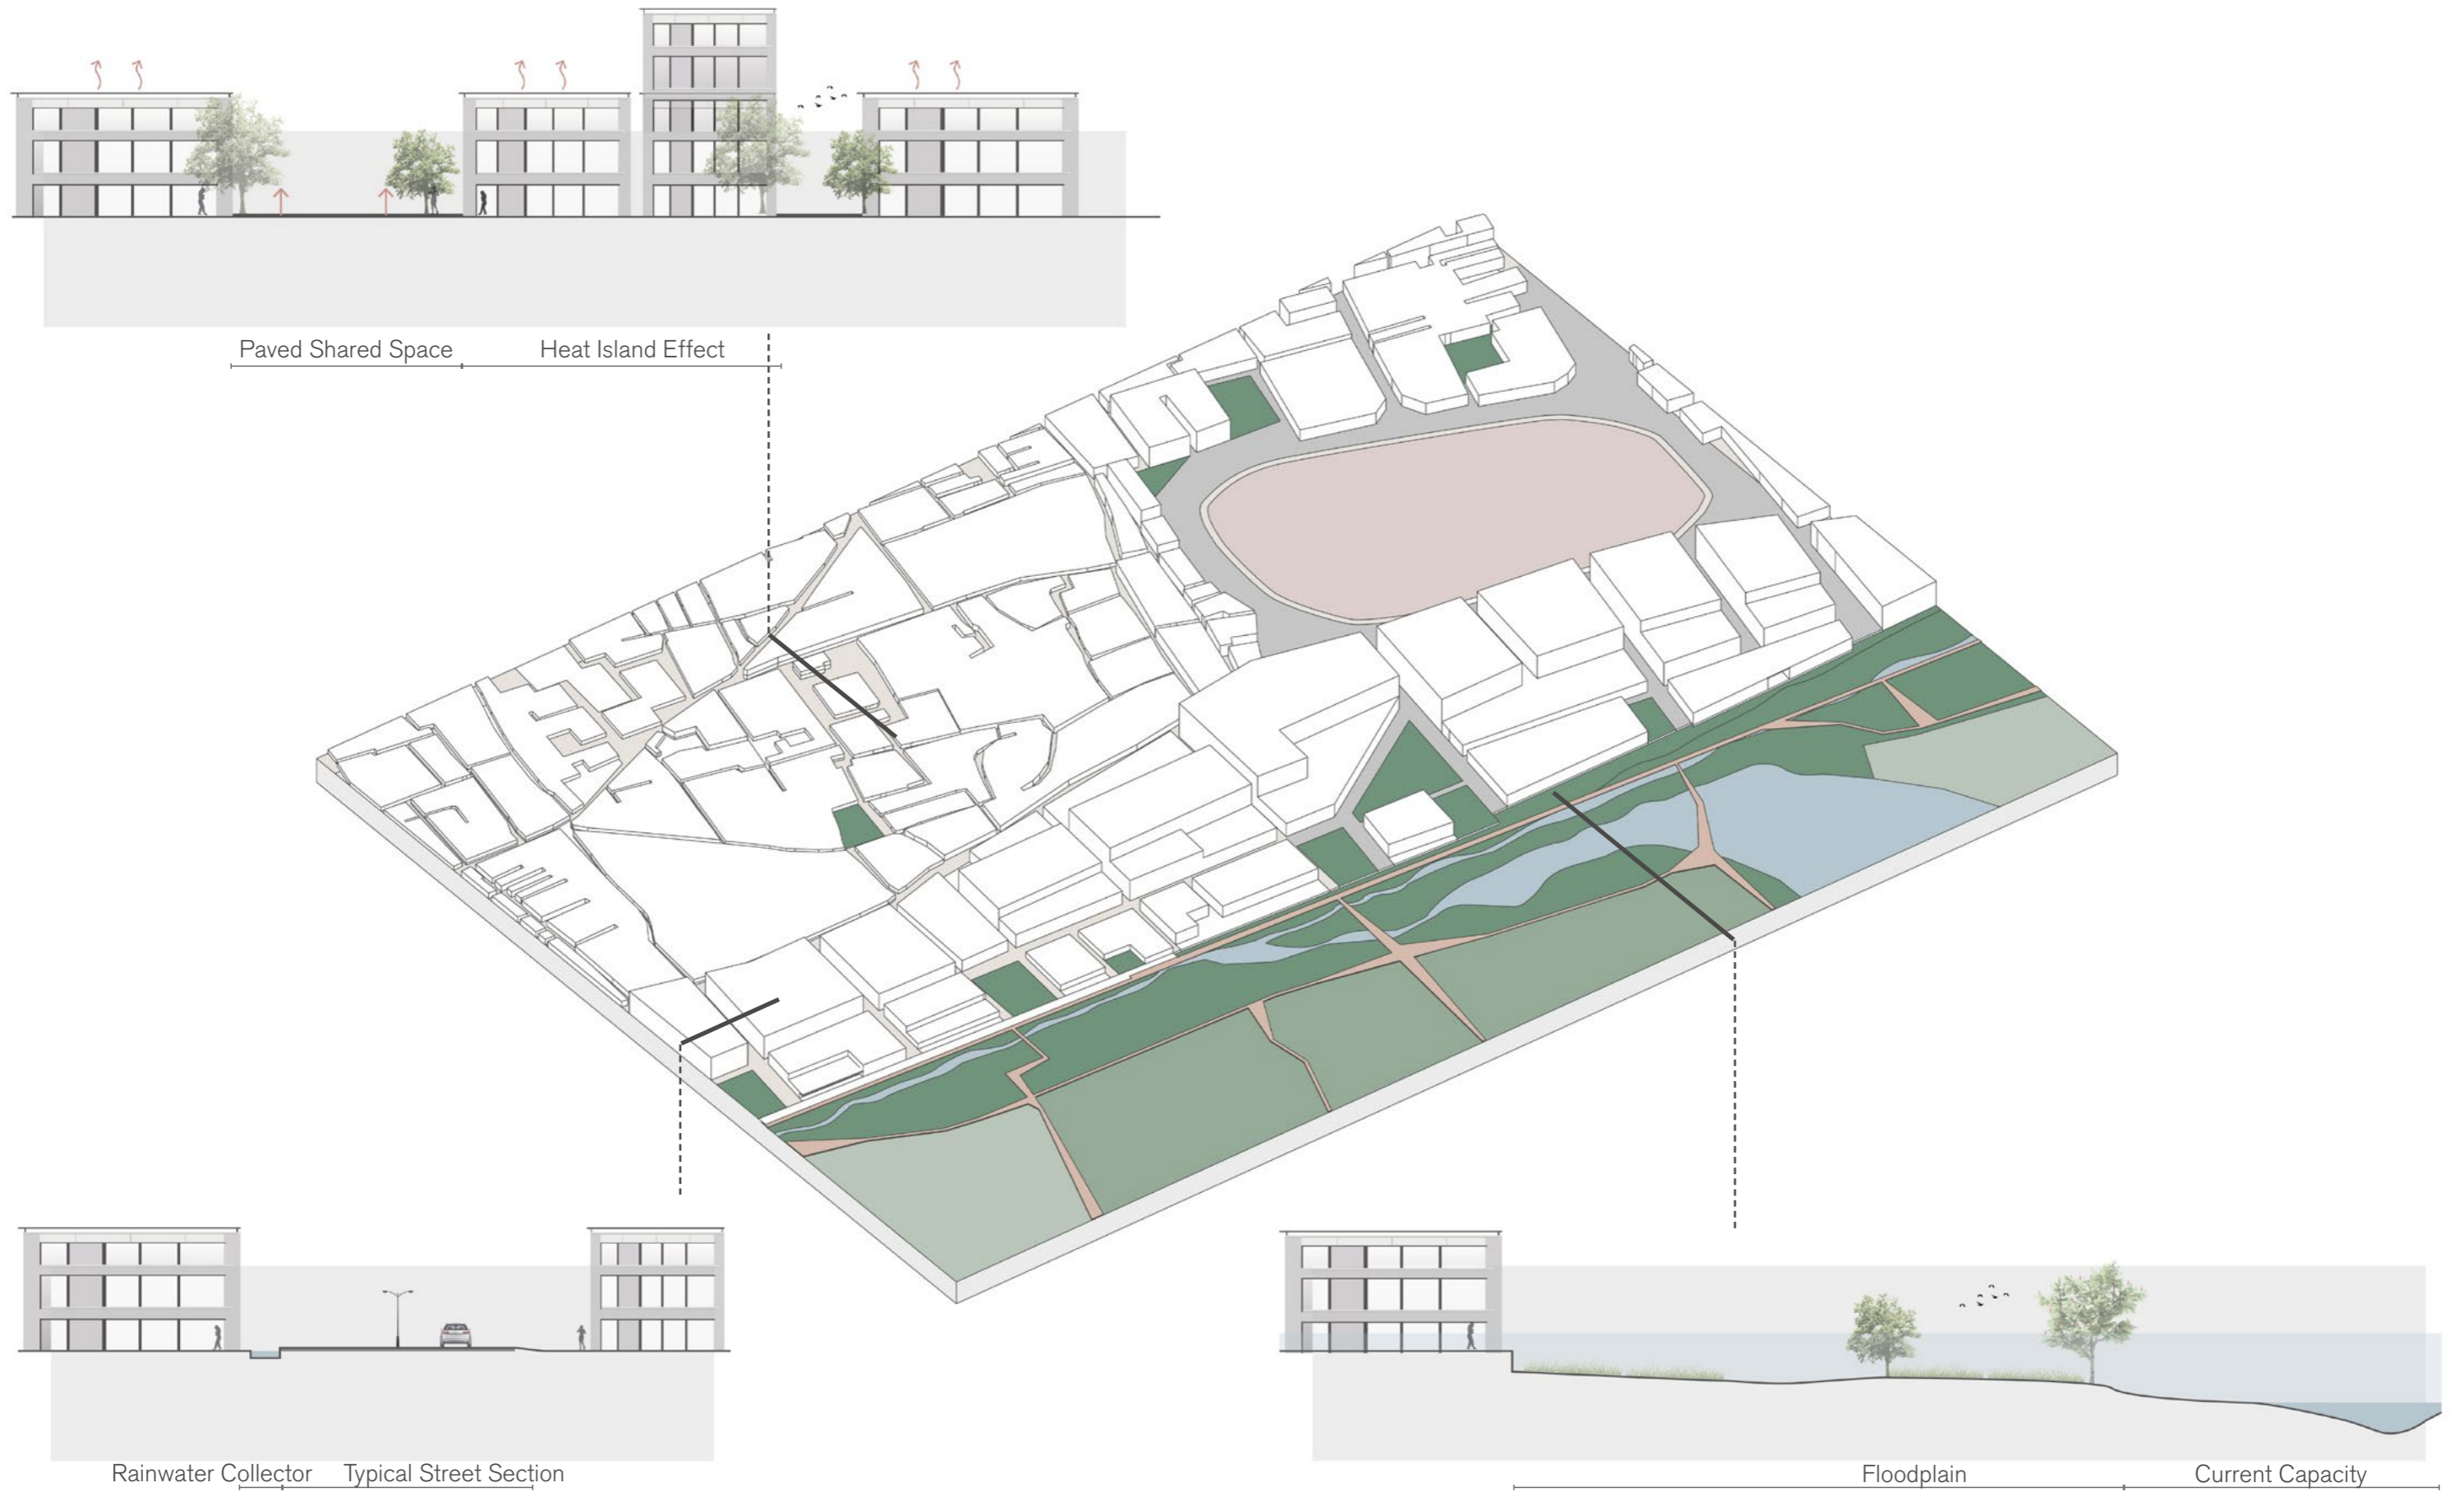 Paved Shared Space
Heat Island Effect
Rainwater Collector
Typical Street Section
Floodplain
Current Capacity